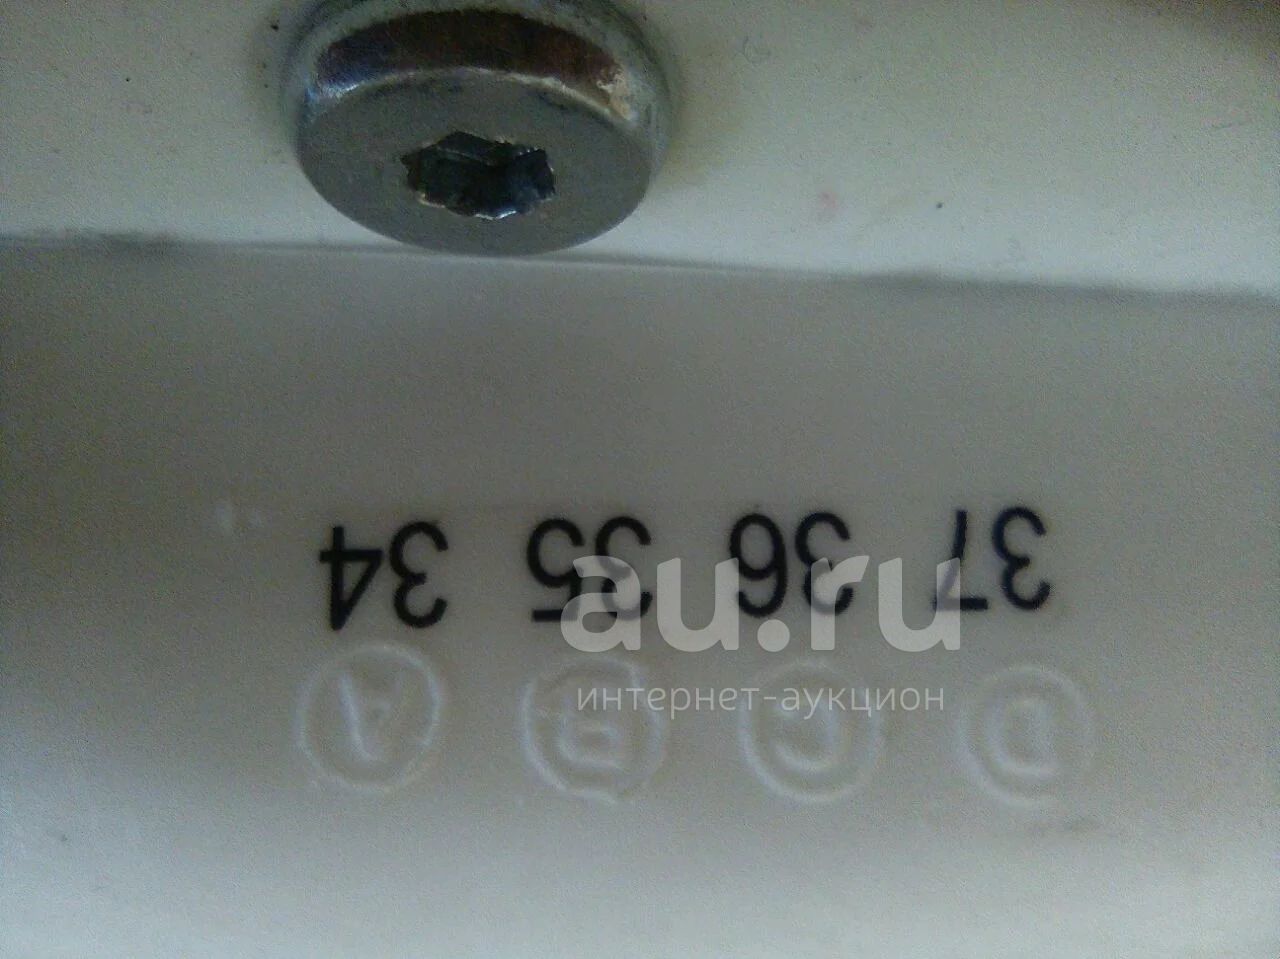 D C B A
37 36 35 34
au.ru
интернет-аукцион